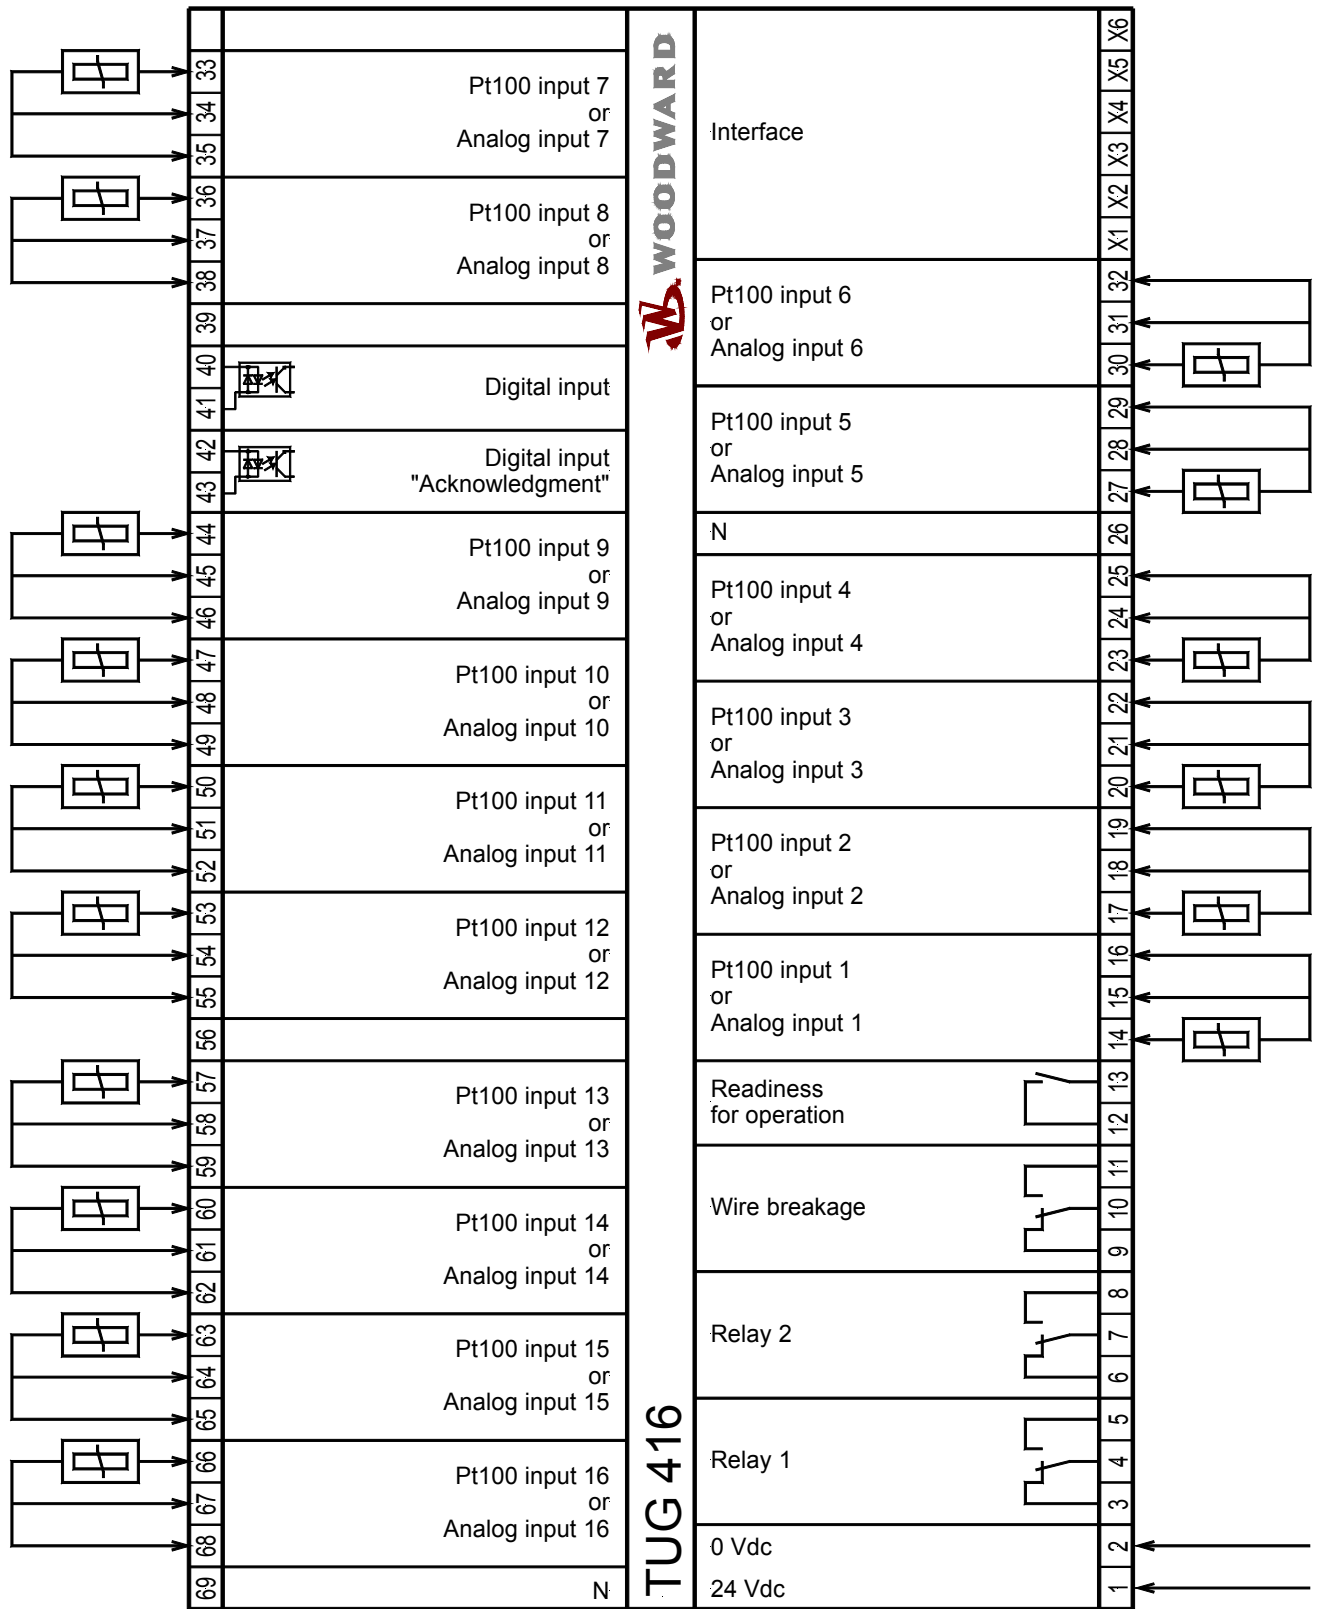 33
34
35
Pt100 input 7
or
Analog input 7
36
37
38
Pt100 input 8
or
Analog input 8
39
40
41
Digital input
42
43
Digital input
"Acknowledgment"
44
45
46
Pt100 input 9
or
Analog input 9
47
48
49
Pt100 input 10
or
Analog input 10
50
51
52
Pt100 input 11
or
Analog input 11
53
54
55
Pt100 input 12
or
Analog input 12
56
57
58
59
Pt100 input 13
or
Analog input 13
60
61
62
Pt100 input 14
or
Analog input 14
63
64
65
Pt100 input 15
or
Analog input 15
66
67
68
Pt100 input 16
or
Analog input 16
69
N
W WOODWARD
TUG 416
Interface
X6
X5
X4
X3
X2
X1
Pt100 input 6
or
Analog input 6
32
31
30
Pt100 input 5
or
Analog input 5
29
28
27
N
26
Pt100 input 4
or
Analog input 4
25
24
23
Pt100 input 3
or
Analog input 3
22
21
20
Pt100 input 2
or
Analog input 2
19
18
17
Pt100 input 1
or
Analog input 1
16
15
14
Readiness
for operation
13
12
Wire breakage
11
10
9
Relay 2
8
7
6
Relay 1
5
4
3
0 Vdc
2
24 Vdc
1